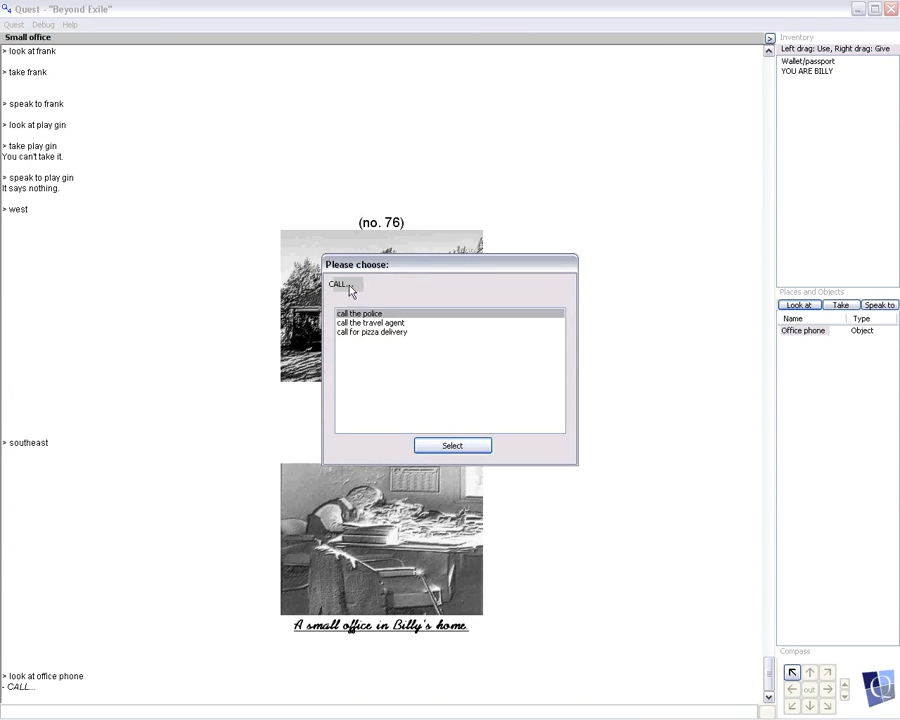 Quest - "Beyond Exile"
Quest Debug Help
Small office
> look at frank
> take frank
> speak to frank
> look at play gin
> take play gin
You can't take it.
> speak to play gin
It says nothing.
> west
(no. 76)
> southeast
A small office in Billy's home.
> look at office phone
- CALL...
Please choose:
CALL...
call the police
call the travel agent
call for pizza delivery
Select
Inventory
Left drag: Use, Right drag: Give
Wallet/passport
YOU ARE BILLY
Places and Objects
Look at Take Speak to
Name Type
Office phone Object
Compass
out